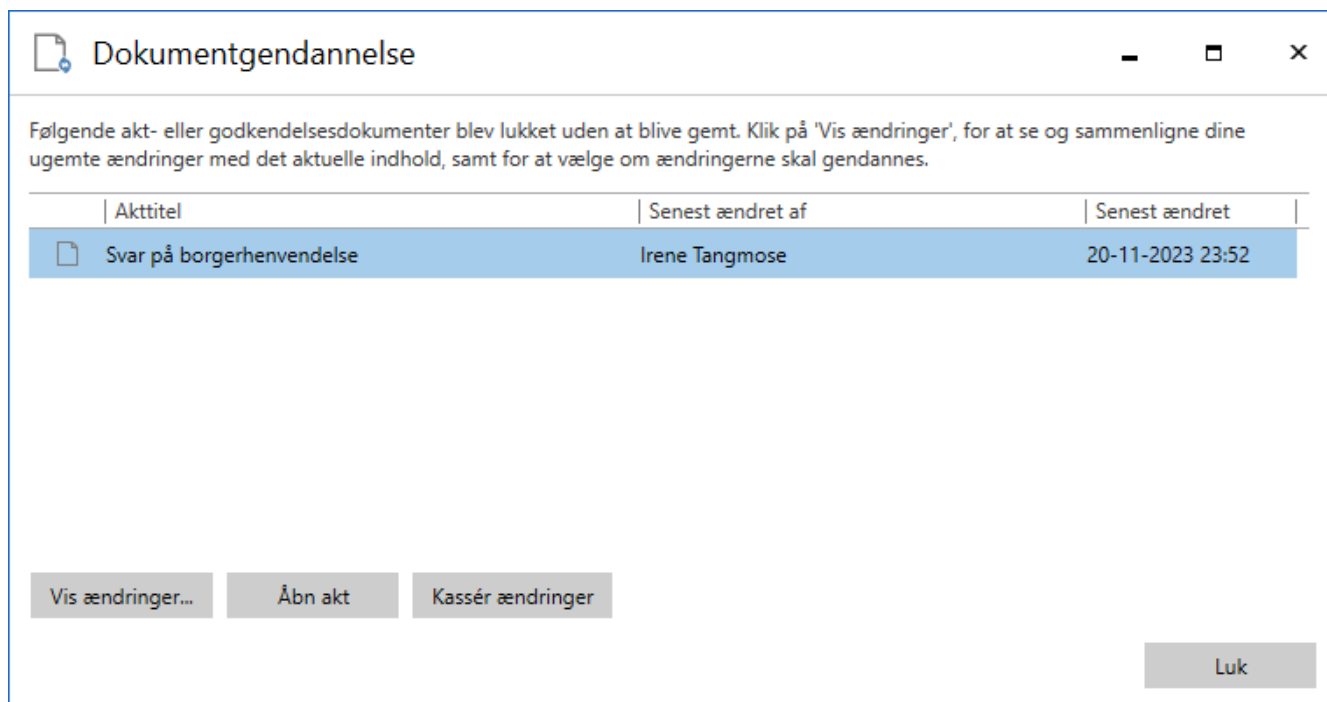 Dokumentgendannelse
Følgende akt- eller godkendelsesdokumenter blev lukket uden at blive gemt. Klik på 'Vis ændringer', for at se og sammenligne dine
ugemte ændringer med det aktuelle indhold, samt for at vælge om ændringerne skal gendannes.
Akttitel Senest ændret af Senest ændret
Svar på borgerhenvendelse Irene Tangmose 20-11-2023 23:52
Vis ændringer... Åbn akt Kassér ændringer
Luk